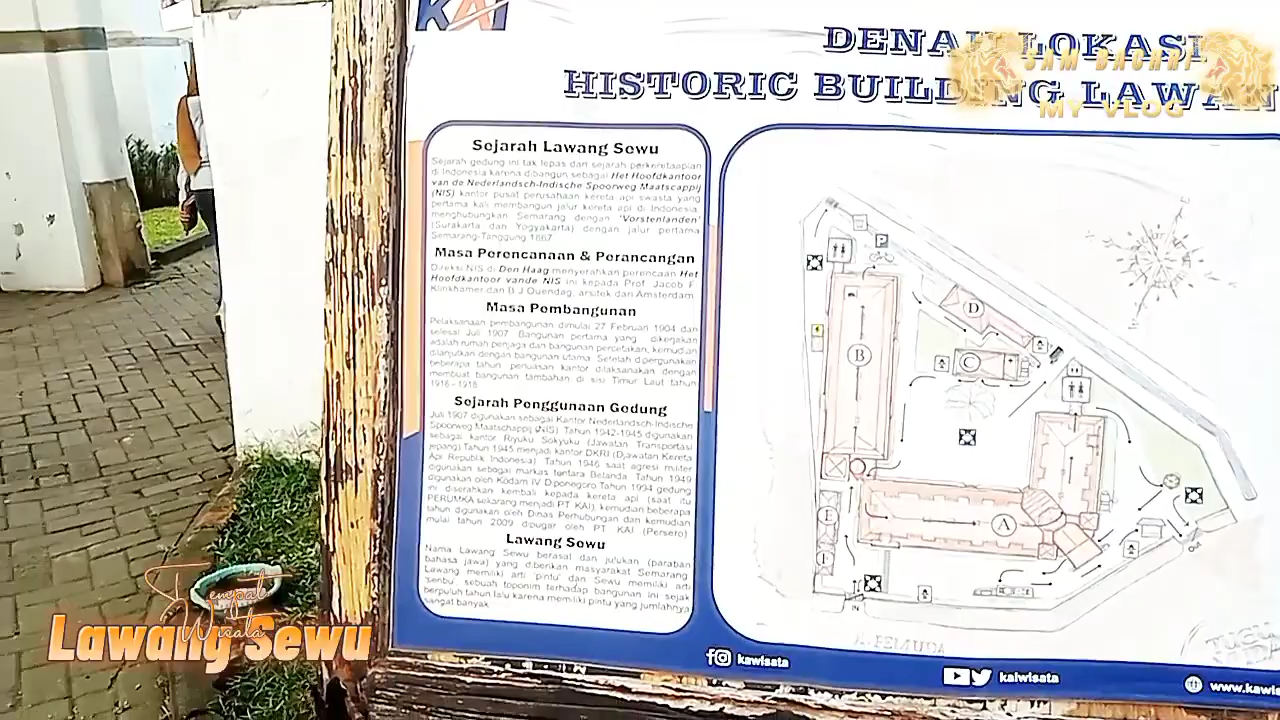 KAI
DENAH LOKASI
HISTORIC BUILDING LAWAN
SAM BACHRI
MY VLOG
Sejarah Lawang Sewu
Sejarah gedung ini tak lepas dari sejarah perkeretaapian
di Indonesia karena dibangun sebagai Het Hoofdkantoor
van de Nederlandsch-Indische Spoorweg Maatscappij
(NIS) kantor pusat perusahaan kereta api swasta yang
pertama kali membangun jalur kereta api di Indonesia
menghubungkan Semarang dengan "Vorstenlanden"
(Surakarta dan Yogyakarta) dengan jalur pertama
Semarang-Tanggung 1867
Masa Perencanaan & Perancangan
Direksi NIS di Den Haag menyerahkan perencaan Het
Hoofdkantoor vande NIS ini kepada Prof. Jacob F.
Klinkhamer dan B.J Ouendag, arsitek dari Amsterdam
Masa Pembangunan
Pelaksanaan pembangunan dimulai 27 Februari 1904 dan
selesai Juli 1907. Bangunan pertama yang dikerjakan
adalah rumah penjaga dan bangunan percetakan, kemudian
dilanjutkan dengan bangunan utama. Setelah dipergunakan
beberapa tahun perluasan kantor dilaksanakan dengan
membuat bangunan tambahan di sisi Timur Laut tahun
1916 - 1918
Sejarah Penggunaan Gedung
Juli 1907 digunakan sebagai Kantor Nederlandsch-Indische
Spoorweg Maatschappij (NIS) Tahun 1942-1945 digunakan
sebagai kantor Riyuku Sokyuku (Jawatan Transportasi
jepang) Tahun 1945 menjadi kantor DKRI (Djawatan Kereta
Api Republik Indonesia). Tahun 1946 saat agresi militer
digunakan sebagai markas tentara Belanda. Tahun 1949
digunakan oleh Kodam IV Diponegoro. Tahun 1994 gedung
ini diserahkan kembali kepada kereta api (saat itu
PERUMKA sekarang menjadi PT KAI), kemudian beberapa
tahun digunakan oleh Dinas Perhubungan dan kemudian
mulai tahun 2009 dipugar oleh PT. KAI (Persero)
Lawang Sewu
Nama Lawang Sewu berasal dari julukan (paraban
bahasa jawa) yang diberikan masyarakat Semarang
Lawang memiliki arti 'pintu' dan Sewu memiliki arti
'seribu' sebuah toponim terhadap bangunan ini sejak
berpuluh tahun lalu karena memiliki pintu yang jumlahnya
sangat banyak
P
D
C
B
A
E
F
IN
JL. PEMUDA
TUGU
MUDA
kaiwisata
kaiwisata
www.kawis
Tempat
Wisata
Lawang Sewu